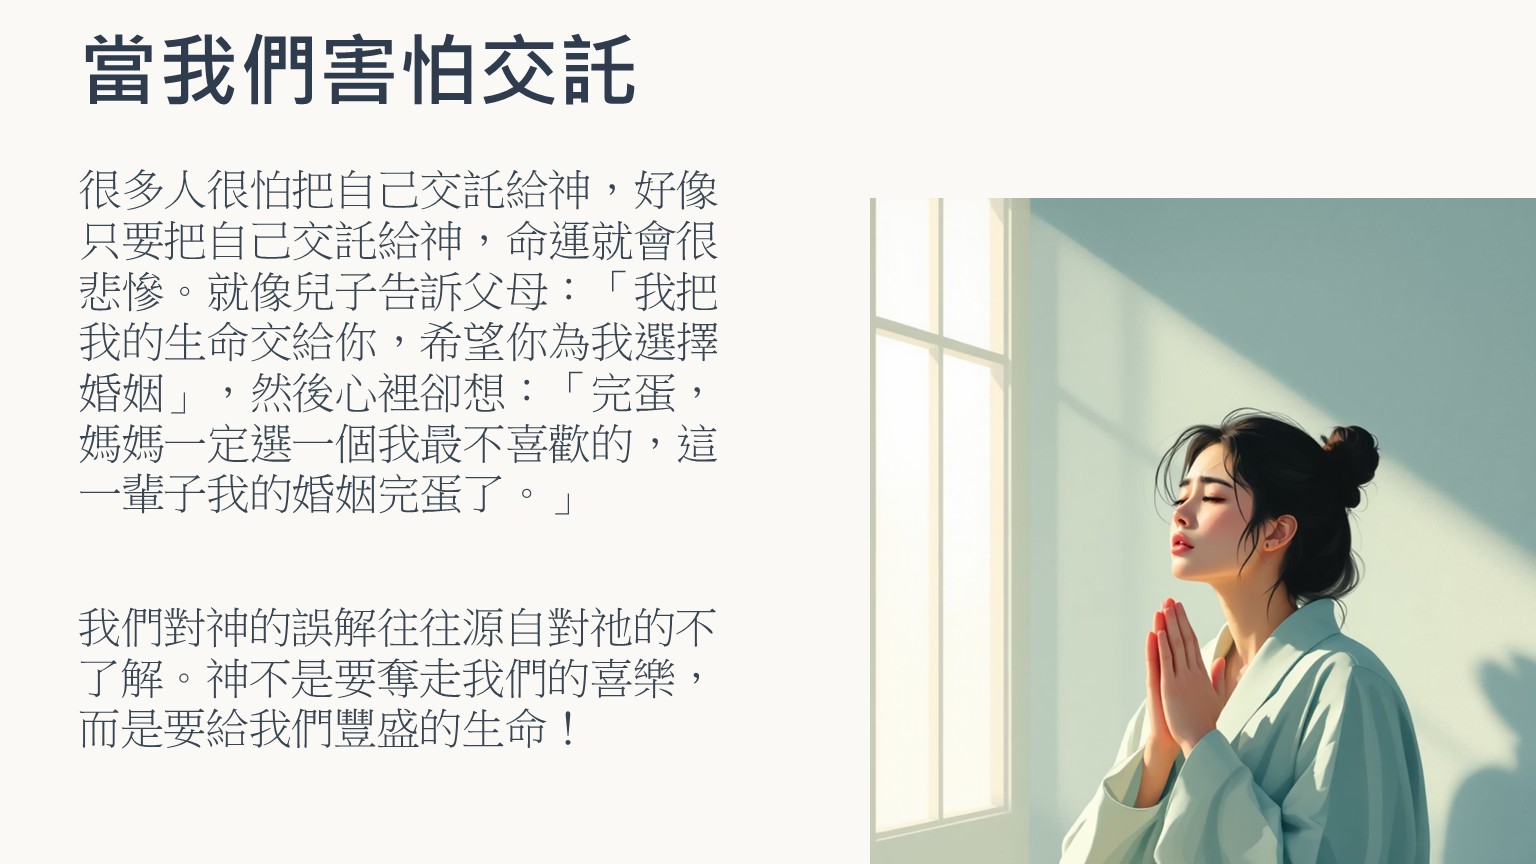 當我們害怕交託
很多人很怕把自己交託給神，好像
只要把自己交託給神，命運就會很
悲慘。就像兒子告訴父母：「我把
我的生命交給你，希望你為我選擇
婚姻」，然後心裡卻想：「完蛋，
媽媽一定選一個我最不喜歡的，這
一輩子我的婚姻完蛋了。」
我們對神的誤解往往源自對祂的不
了解。神不是要奪走我們的喜樂，
而是要給我們豐盛的生命！